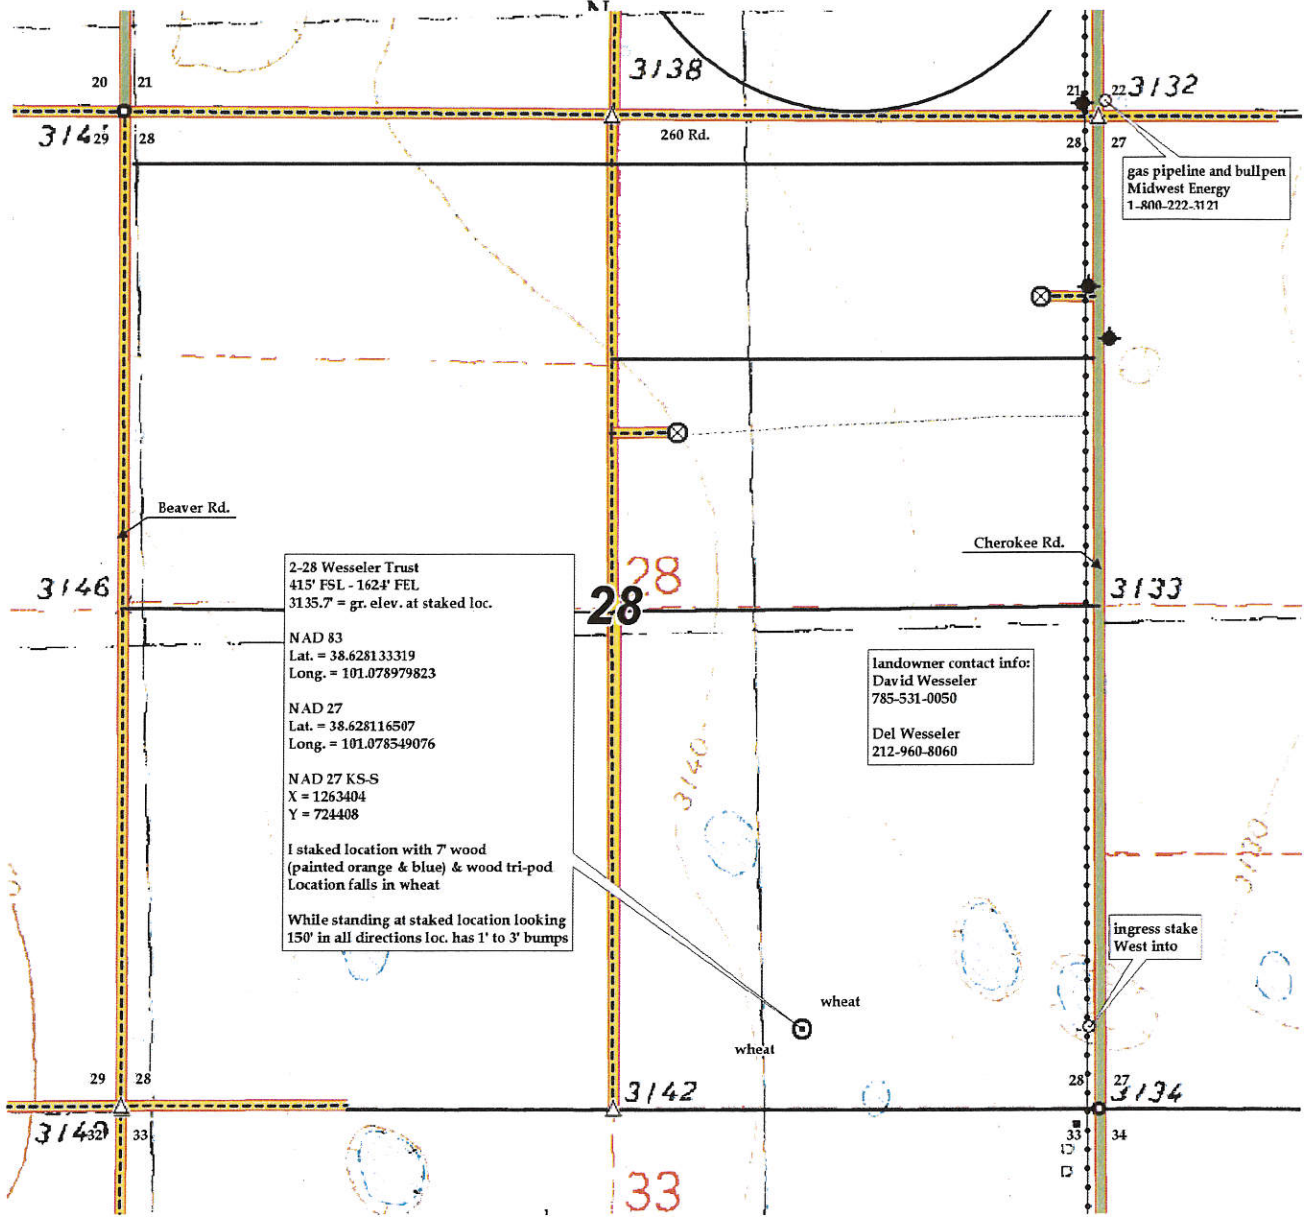 N
3138
3132
20 21
21 22
260 Rd.
29 28
28 27
gas pipeline and bullpen
Midwest Energy
1-800-222-3121
Beaver Rd.
Cherokee Rd.
3146
28
28
3133
2-28 Wesseler Trust
415' FSL - 1624' FEL
3135.7' = gr. elev. at staked loc.
NAD 83
Lat. = 38.628133319
Long. = 101.078979823
NAD 27
Lat. = 38.628116507
Long. = 101.078549076
NAD 27 KS-S
X = 1263404
Y = 724408
I staked location with 7' wood
(painted orange & blue) & wood tri-pod
Location falls in wheat
While standing at staked location looking
150' in all directions loc. has 1' to 3' bumps
landowner contact info:
David Wesseler
785-531-0050
Del Wesseler
212-960-8060
3140
3130
ingress stake
West into
wheat
wheat
29 28
28 27
3142
3134
3140
32 33
33 34
33